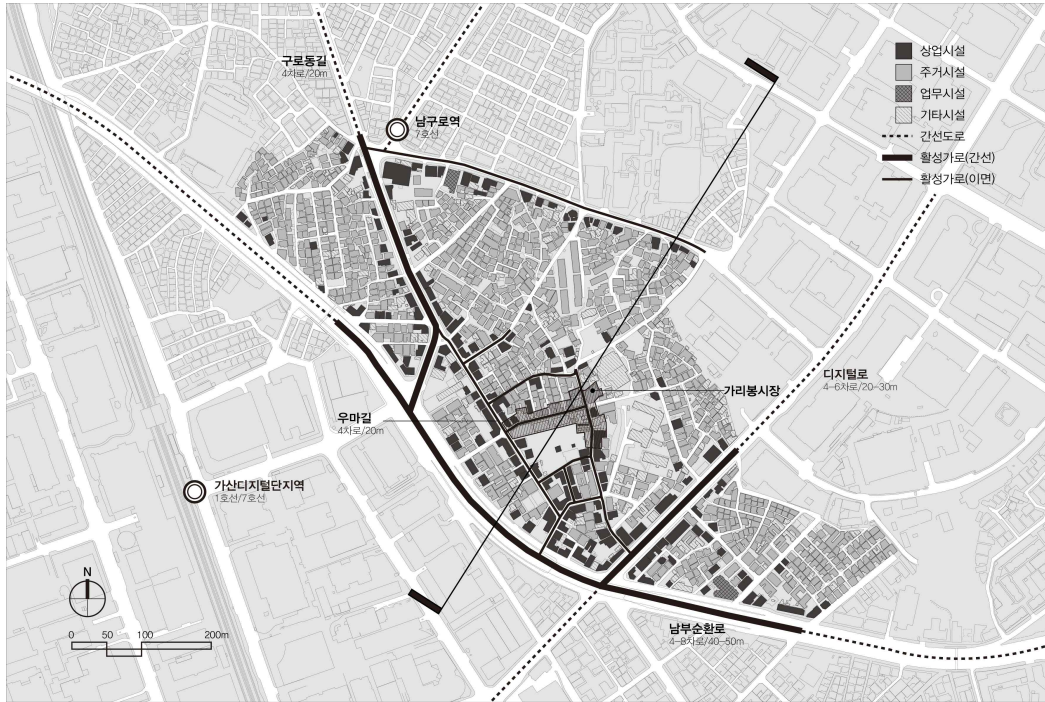 구로동길
4차로/20m
남구로역
7호선
상업시설
주거시설
업무시설
기타시설
간선도로
활성가로(간선)
활성가로(이면)
디지털로
4-6차로/20-30m
가리봉시장
우마길
4차로/20m
가산디지털단지역
1호선/7호선
N
0 50 100 200m
남부순환로
4-8차로/40-50m